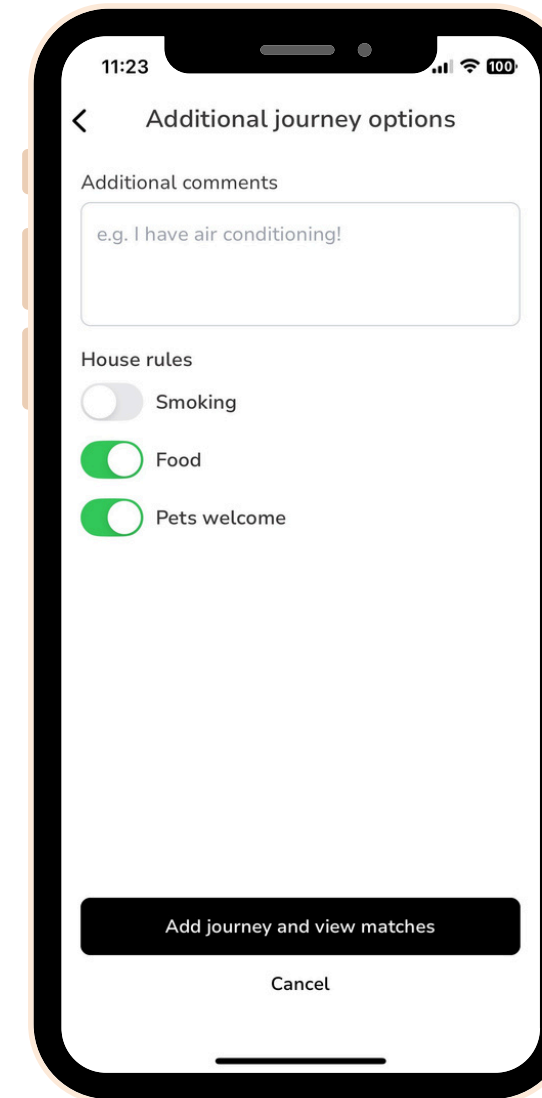 11:23
100
Additional journey options
Additional comments
e.g. I have air conditioning!
House rules
Smoking
Food
Pets welcome
Add journey and view matches
Cancel